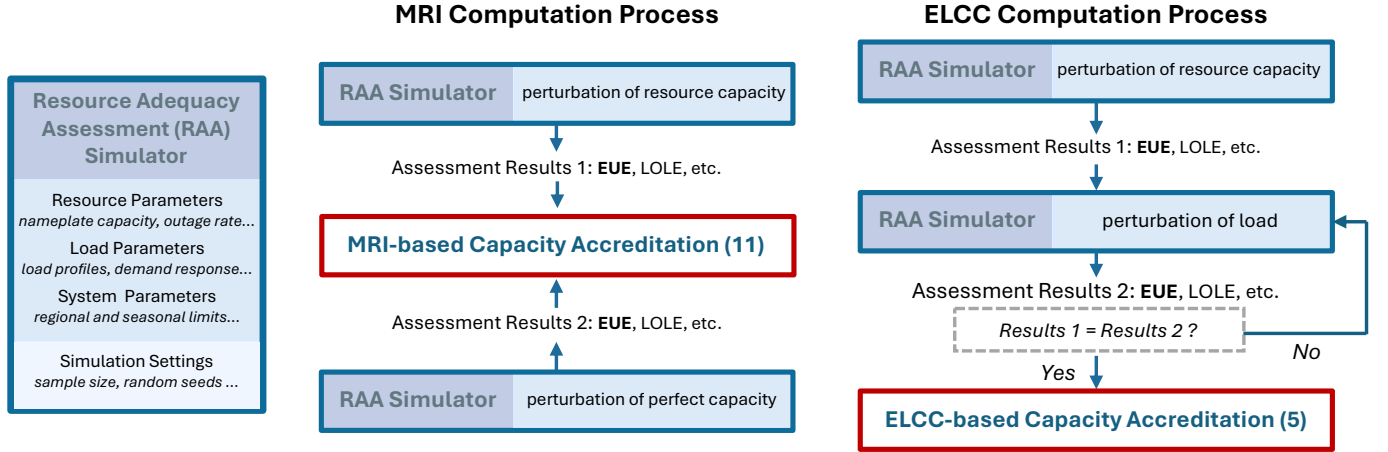 Resource Adequacy
Assessment (RAA)
Simulator
Resource Parameters
nameplate capacity, outage rate...
Load Parameters
load profiles, demand response...
System Parameters
regional and seasonal limits...
Simulation Settings
sample size, random seeds ...
MRI Computation Process
RAA Simulator perturbation of resource capacity
Assessment Results 1: EUE, LOLE, etc.
MRI-based Capacity Accreditation (11)
Assessment Results 2: EUE, LOLE, etc.
RAA Simulator perturbation of perfect capacity
ELCC Computation Process
RAA Simulator perturbation of resource capacity
Assessment Results 1: EUE, LOLE, etc.
RAA Simulator perturbation of load
Assessment Results 2: EUE, LOLE, etc.
Results 1 = Results 2 ?
No
Yes
ELCC-based Capacity Accreditation (5)